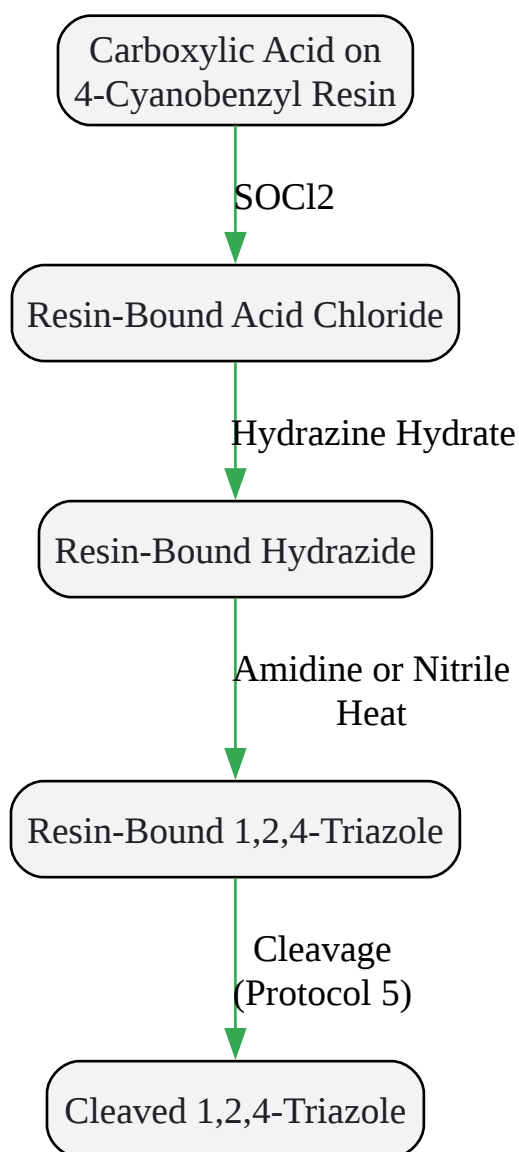 Carboxylic Acid on
4-Cyanobenzyl Resin
SOCl2
Resin-Bound Acid Chloride
Hydrazine Hydrate
Resin-Bound Hydrazide
Amidine or Nitrile
Heat
Resin-Bound 1,2,4-Triazole
Cleavage
(Protocol 5)
Cleaved 1,2,4-Triazole